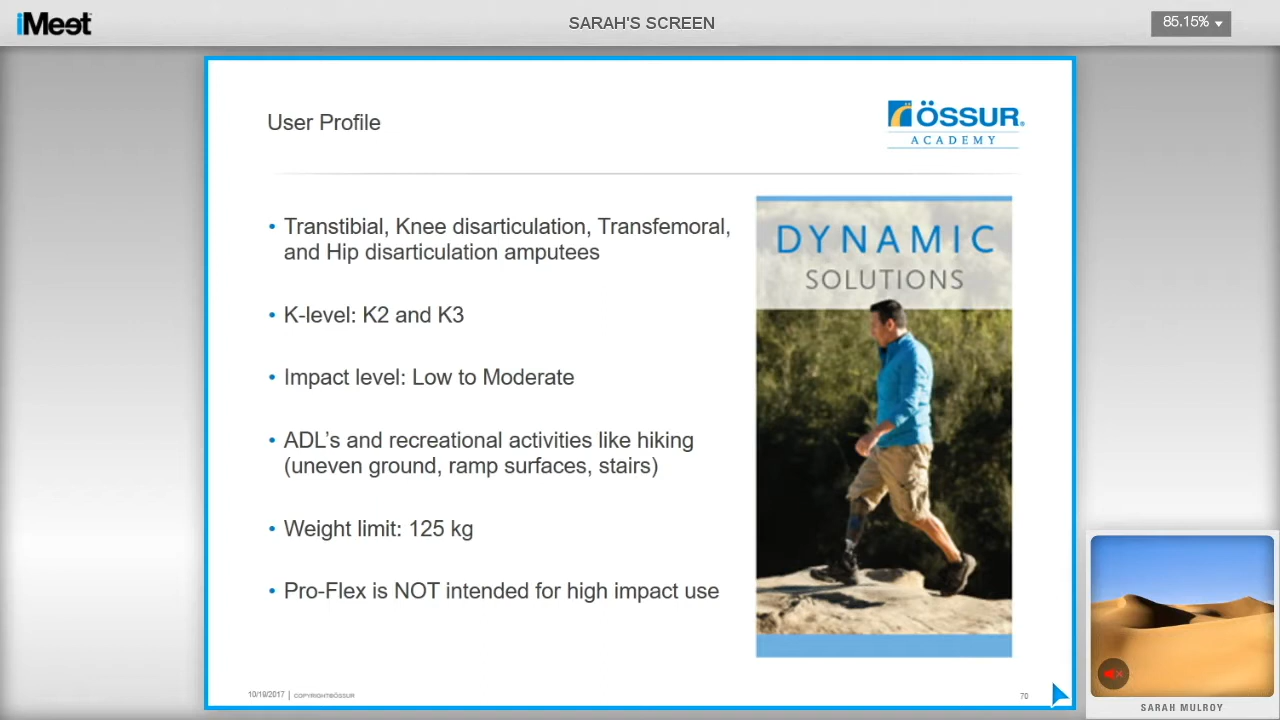 iMeet
SARAH'S SCREEN
85.15%
User Profile
ÖSSUR®
ACADEMY
• Transtibial, Knee disarticulation, Transfemoral,
and Hip disarticulation amputees
• K-level: K2 and K3
• Impact level: Low to Moderate
• ADL's and recreational activities like hiking
(uneven ground, ramp surfaces, stairs)
• Weight limit: 125 kg
• Pro-Flex is NOT intended for high impact use
DYNAMIC
SOLUTIONS
10/19/2017 | COPYRIGHT©ÖSSUR
70
SARAH MULROY